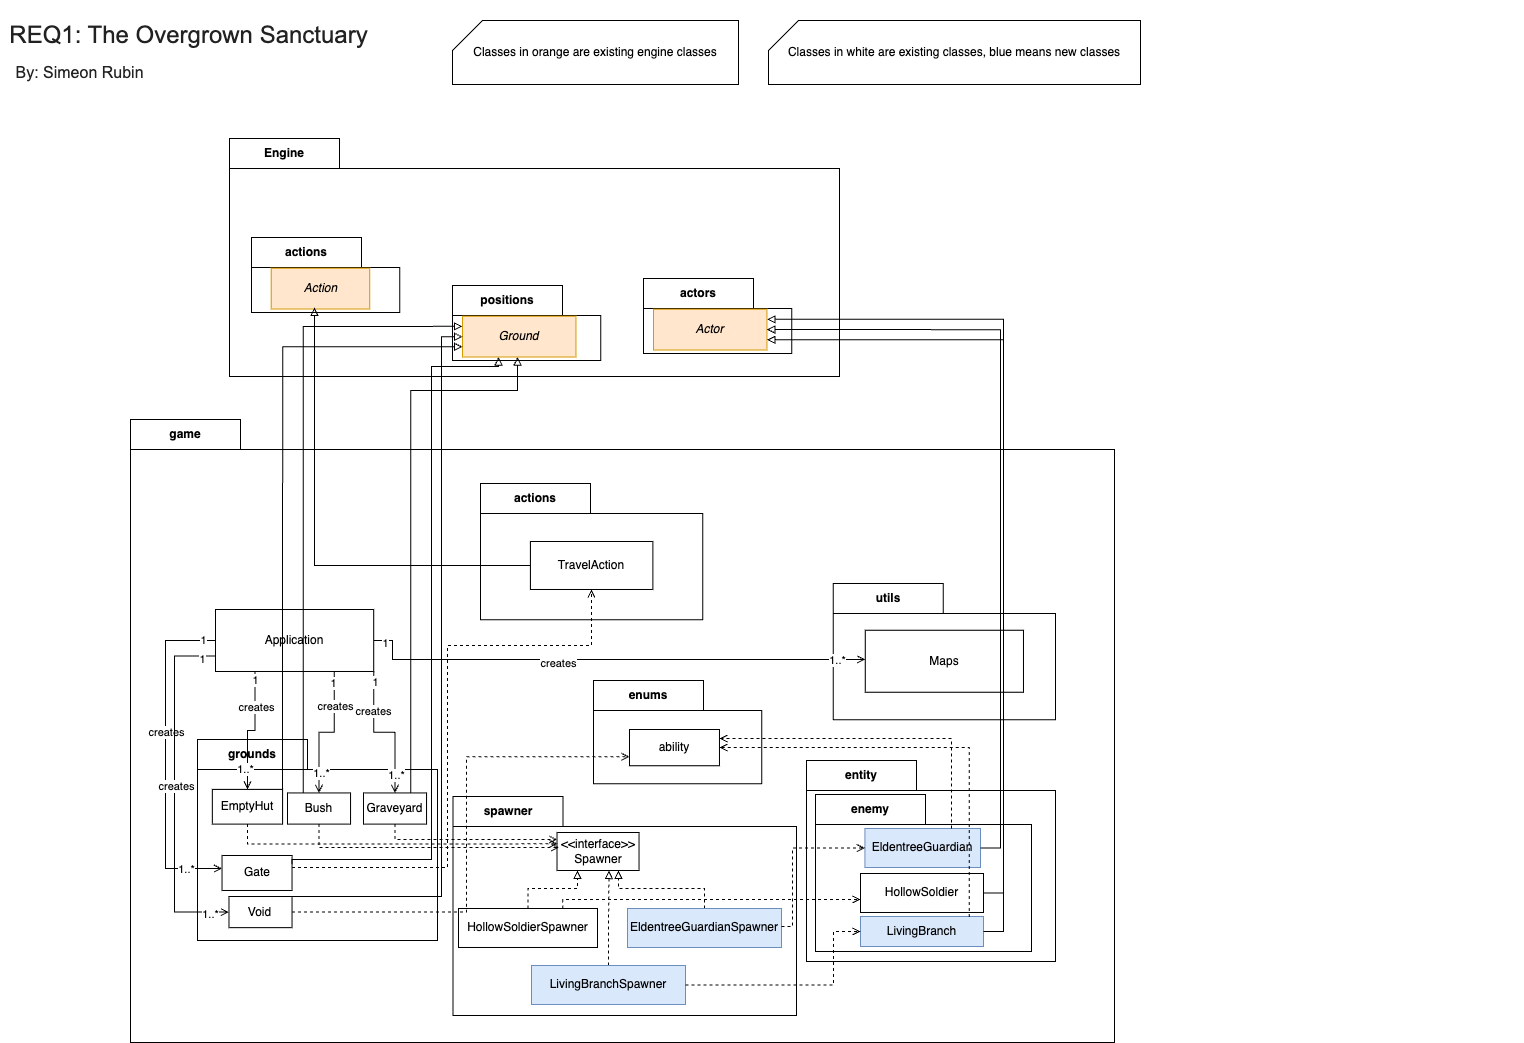 REQ1: The Overgrown Sanctuary
By: Simeon Rubin
Classes in orange are existing engine classes
Classes in white are existing classes, blue means new classes
Engine
actions
Action
positions
Ground
actors
Actor
game
actions
TravelAction
utils
Maps
Application
1
1
1
1
1
1
creates
1..*
creates
creates
creates
creates
creates
enums
ability
grounds
1..*
1..*
1..*
EmptyHut
Bush
Graveyard
Gate
1..*
Void
1..*
spawner
<<interface>>
Spawner
HollowSoldierSpawner
EldentreeGuardianSpawner
LivingBranchSpawner
entity
enemy
EldentreeGuardian
HollowSoldier
LivingBranch